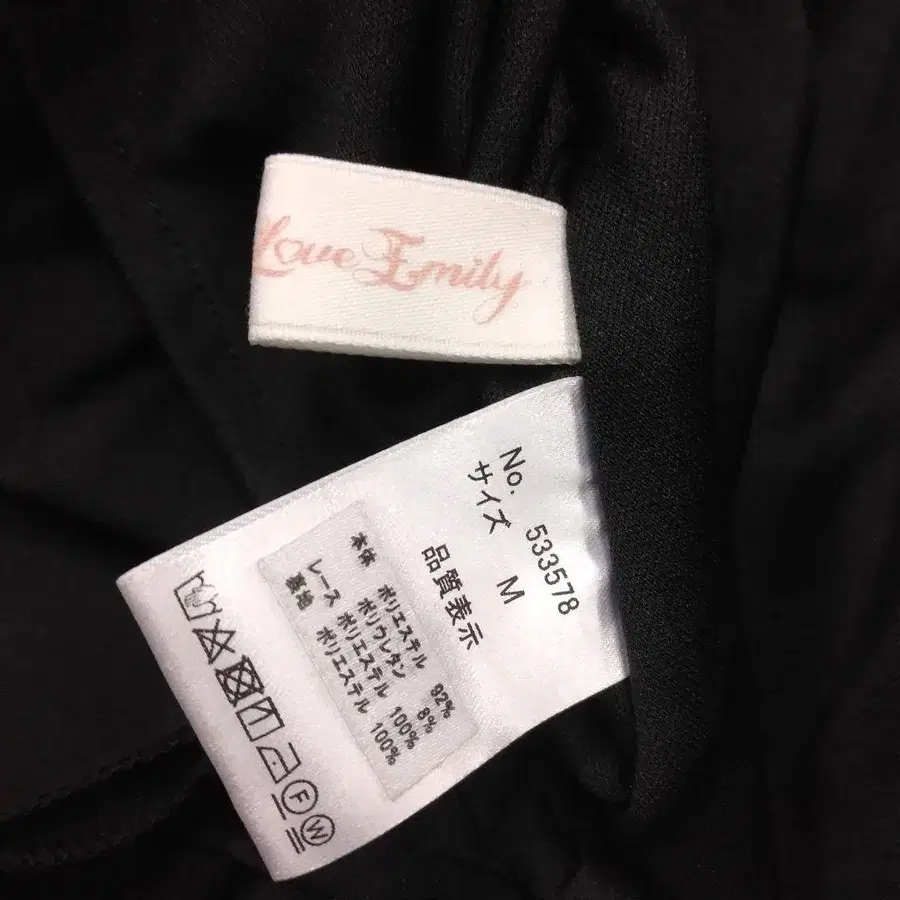 Love Emily
No. 533578
サイズ M
品質表示
本体 ポリエステル 92%
ポリウレタン 8%
レース ポリエステル 100%
裏地 ポリエステル 100%
F
W